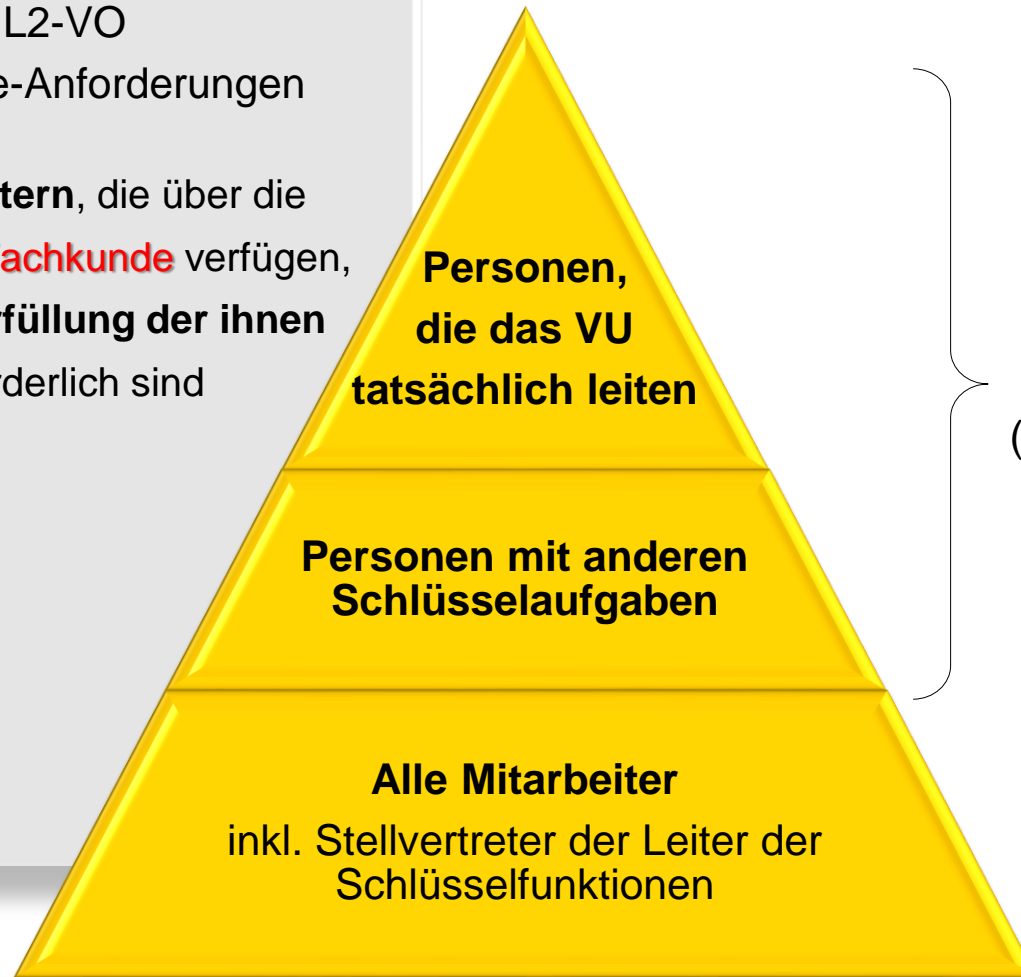 L2-VO
e-Anforderungen
tern, die über die
achkunde verfügen,
rfüllung der ihnen
rderlich sind
Personen,
die das VU
tatsächlich leiten
(
Personen mit anderen
Schlüsselaufgaben
Alle Mitarbeiter
inkl. Stellvertreter der Leiter der
Schlüsselfunktionen